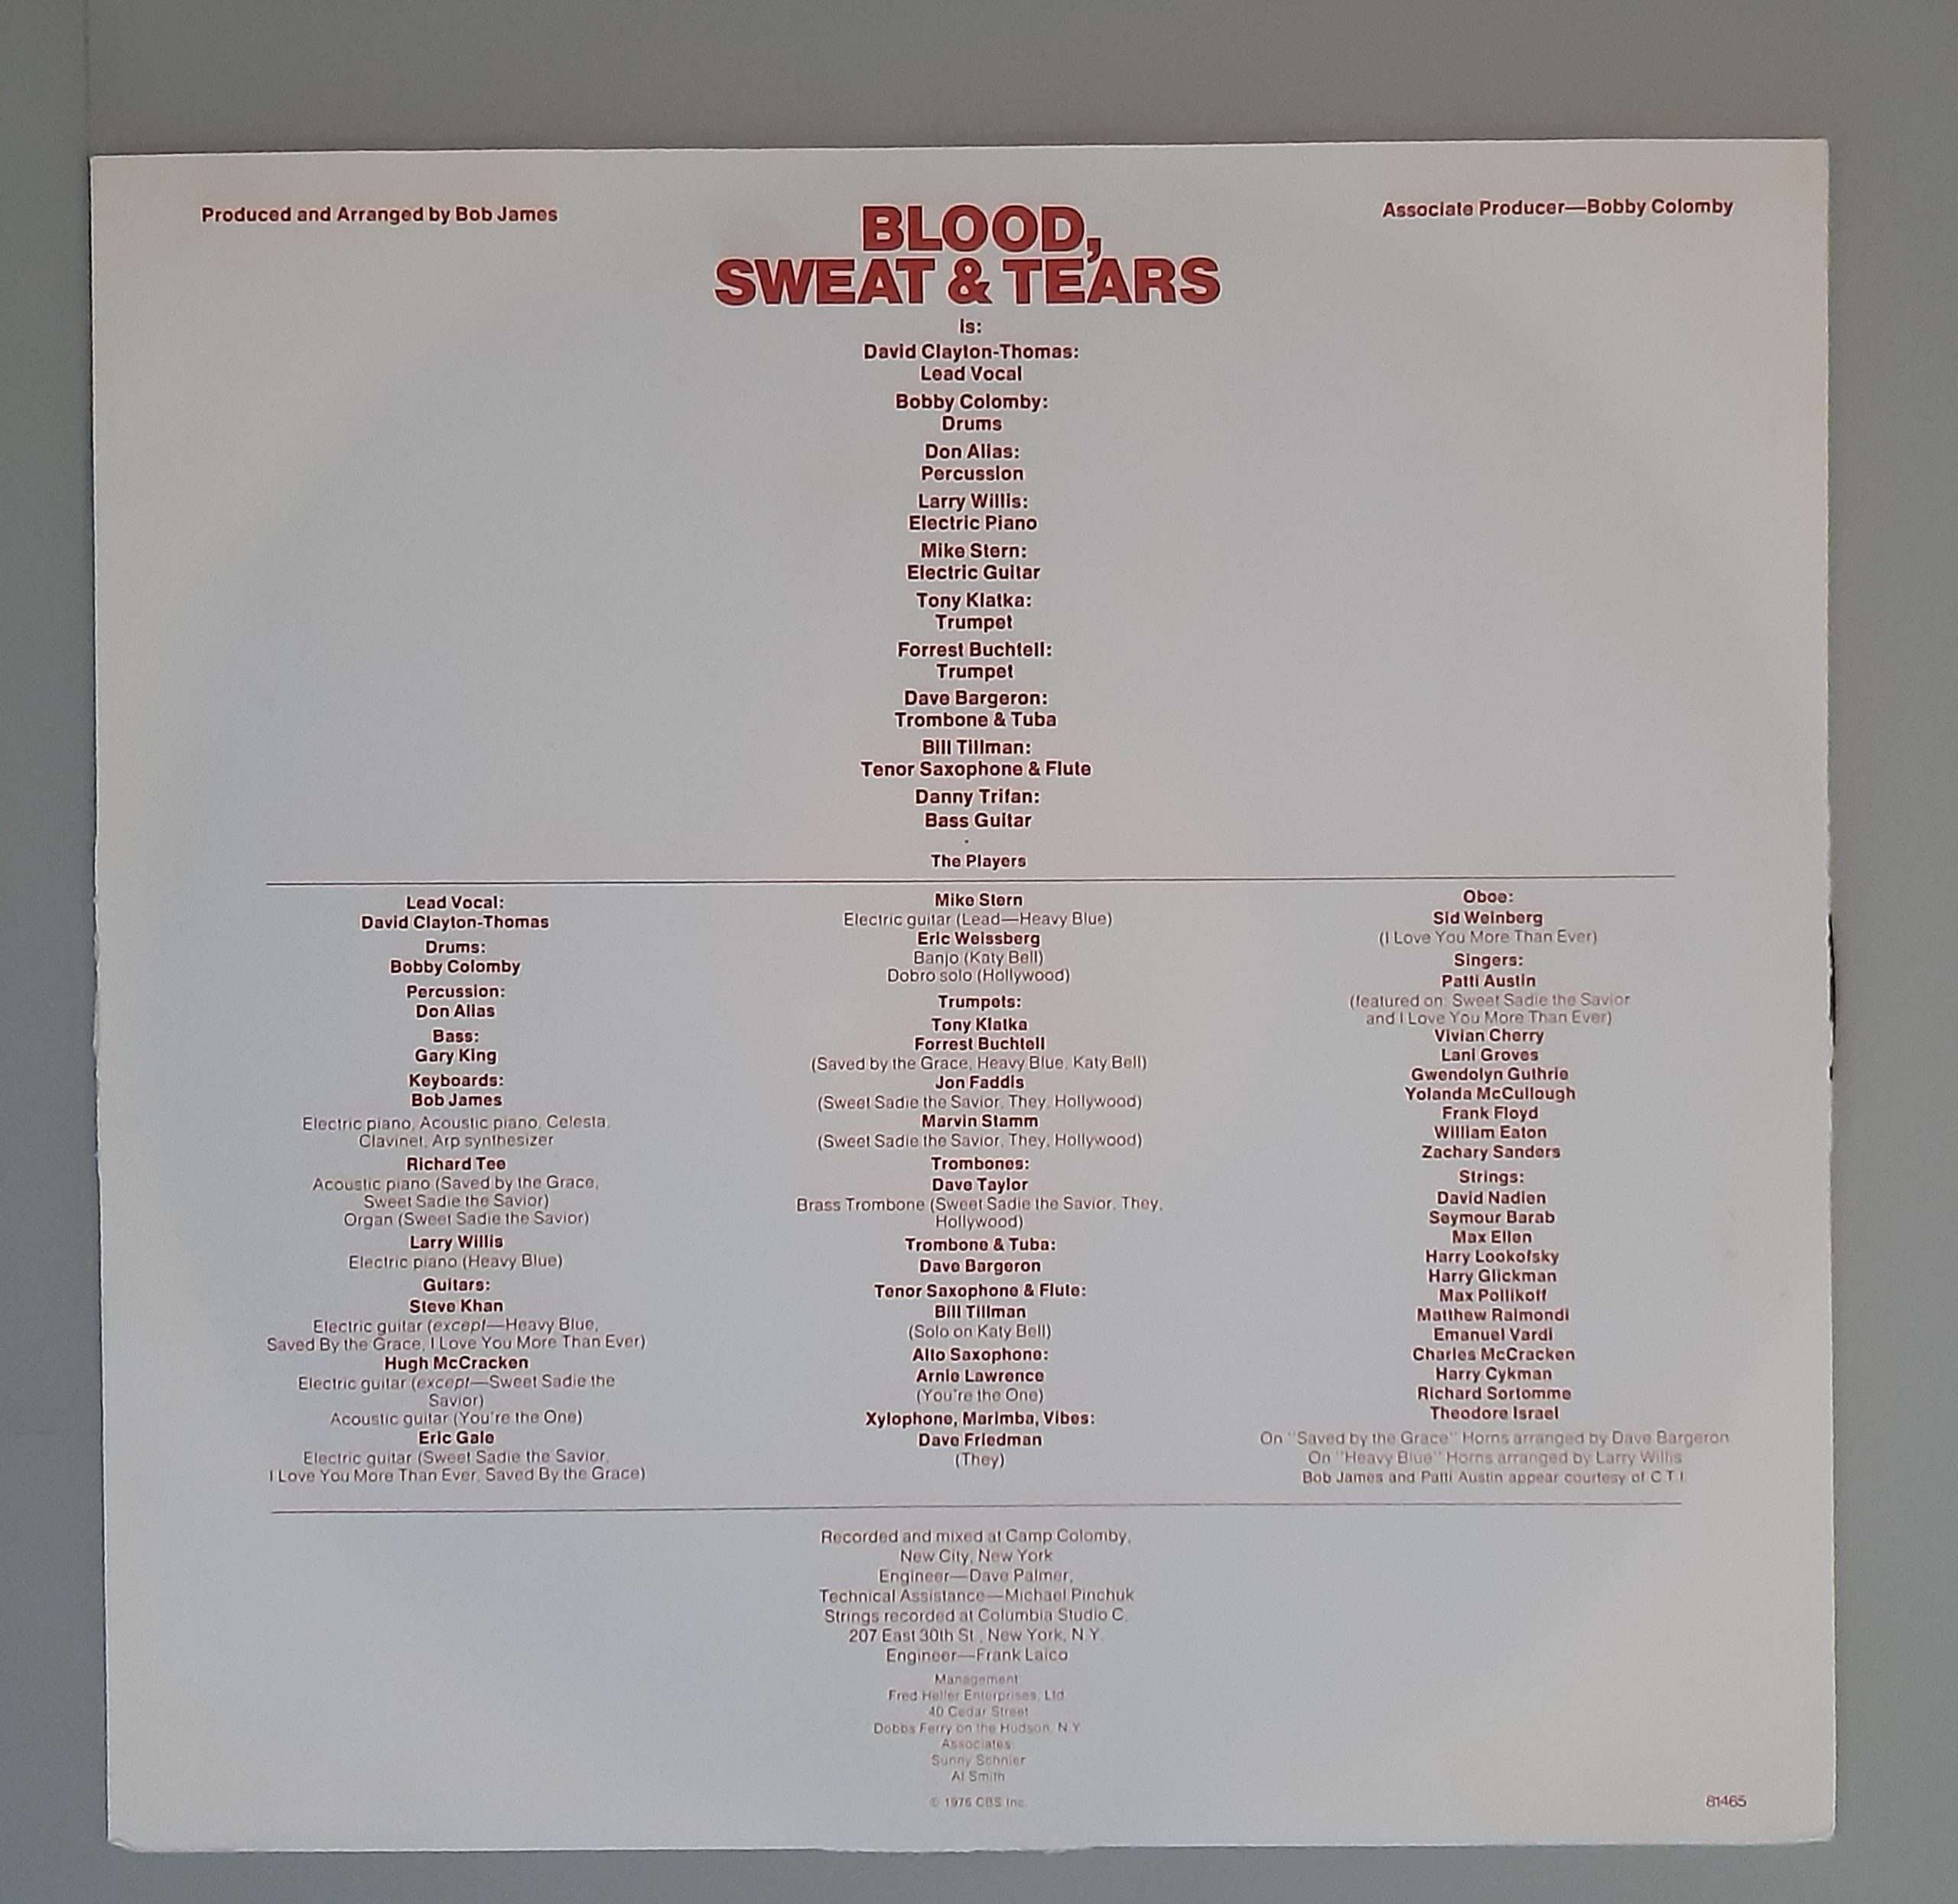 Produced and Arranged by Bob James
BLOOD,
SWEAT & TEARS
Associate Producer—Bobby Colomby
is:
David Clayton-Thomas:
Lead Vocal
Bobby Colomby:
Drums
Don Alias:
Percussion
Larry Willis:
Electric Piano
Mike Stern:
Electric Guitar
Tony Klatka:
Trumpet
Forrest Buchtell:
Trumpet
Dave Bargeron:
Trombone & Tuba
Bill Tillman:
Tenor Saxophone & Flute
Danny Trifan:
Bass Guitar
The Players
Lead Vocal:
David Clayton-Thomas
Drums:
Bobby Colomby
Percussion:
Don Alias
Bass:
Gary King
Keyboards:
Bob James
Electric piano, Acoustic piano, Celesta,
Clavinet, Arp synthesizer
Richard Tee
Acoustic piano (Saved by the Grace,
Sweet Sadie the Savior)
Organ (Sweet Sadie the Savior)
Larry Willis
Electric piano (Heavy Blue)
Guitars:
Steve Khan
Electric guitar (except—Heavy Blue,
Saved By the Grace, I Love You More Than Ever)
Hugh McCracken
Electric guitar (except—Sweet Sadie the
Savior)
Acoustic guitar (You're the One)
Eric Gale
Electric guitar (Sweet Sadie the Savior,
I Love You More Than Ever, Saved By the Grace)
Mike Stern
Electric guitar (Lead—Heavy Blue)
Eric Weissberg
Banjo (Katy Bell)
Dobro solo (Hollywood)
Trumpets:
Tony Klatka
Forrest Buchtell
(Saved by the Grace, Heavy Blue, Katy Bell)
Jon Faddis
(Sweet Sadie the Savior, They, Hollywood)
Marvin Stamm
(Sweet Sadie the Savior, They, Hollywood)
Trombones:
Dave Taylor
Brass Trombone (Sweet Sadie the Savior, They,
Hollywood)
Trombone & Tuba:
Dave Bargeron
Tenor Saxophone & Flute:
Bill Tillman
(Solo on Katy Bell)
Alto Saxophone:
Arnie Lawrence
(You're the One)
Xylophone, Marimba, Vibes:
Dave Friedman
(They)
Oboe:
Sid Weinberg
(I Love You More Than Ever)
Singers:
Patti Austin
(featured on: Sweet Sadie the Savior
and I Love You More Than Ever)
Vivian Cherry
Lani Groves
Gwendolyn Guthrie
Yolanda McCullough
Frank Floyd
William Eaton
Zachary Sanders
Strings:
David Nadien
Seymour Barab
Max Ellen
Harry Lookofsky
Harry Glickman
Max Pollikoff
Matthew Raimondi
Emanuel Vardi
Charles McCracken
Harry Cykman
Richard Sortomme
Theodore Israel
On "Saved by the Grace" Horns arranged by Dave Bargeron
On "Heavy Blue" Horns arranged by Larry Willis
Bob James and Patti Austin appear courtesy of C.T.I.
Recorded and mixed at Camp Colomby,
New City, New York
Engineer—Dave Palmer,
Technical Assistance—Michael Pinchuk
Strings recorded at Columbia Studio C,
207 East 30th St., New York, N.Y.
Engineer—Frank Laico
Management
Fred Heller Enterprises, Ltd.
40 Cedar Street
Dobbs Ferry on the Hudson, N.Y.
Associates
Sunny Schnier
Al Smith
© 1976 CBS Inc.
81465